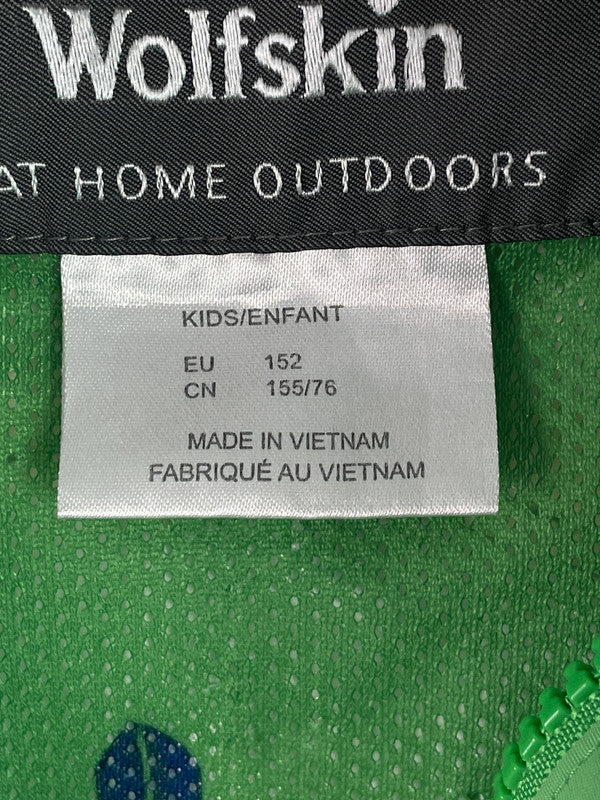 Wolfskin
AT HOME OUTDOORS
KIDS/ENFANT
EU 152
CN 155/76
MADE IN VIETNAM
FABRIQUÉ AU VIETNAM